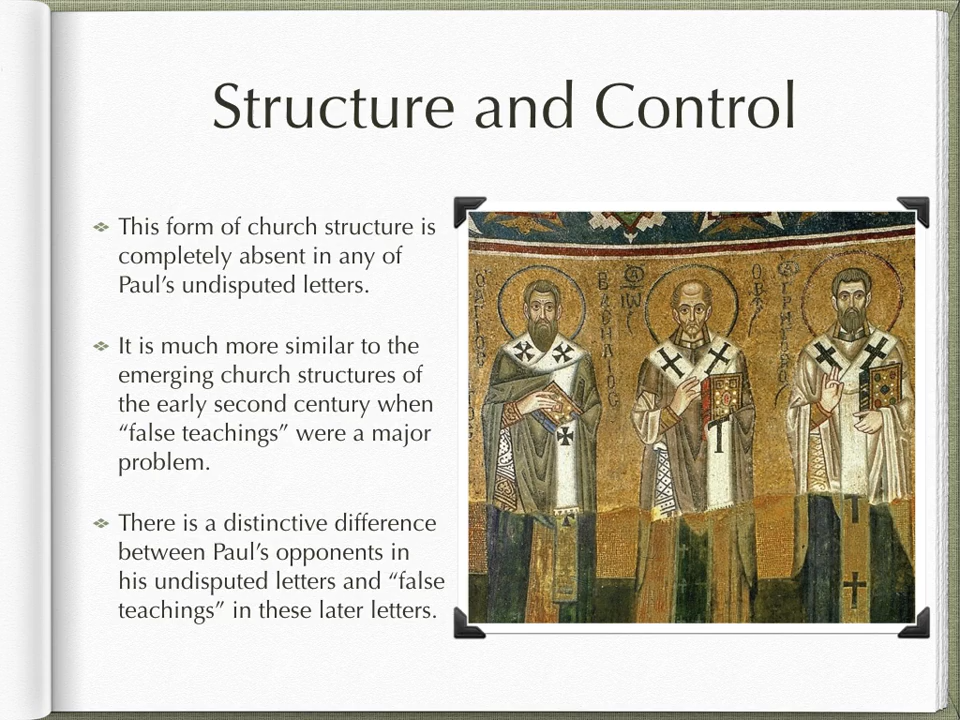 Structure and Control
This form of church structure is
completely absent in any of
Paul’s undisputed letters.
It is much more similar to the
emerging church structures of
the early second century when
“false teachings” were a major
problem.
There is a distinctive difference
between Paul’s opponents in
his undisputed letters and “false
teachings” in these later letters.